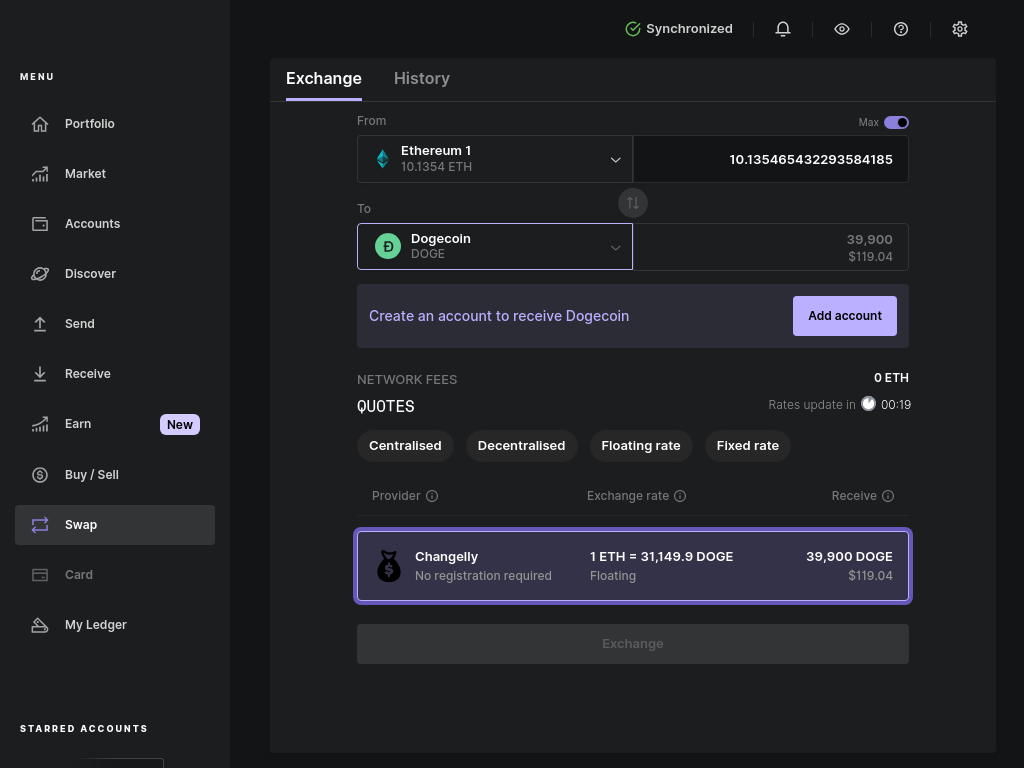 Synchronized
MENU
Portfolio
Market
Accounts
Discover
Send
Receive
Earn New
Buy / Sell
Swap
Card
My Ledger
STARRED ACCOUNTS
Exchange History
From Max
Ethereum 1
10.1354 ETH
10.135465432293584185
To
Dogecoin
DOGE
39,900
$119.04
Create an account to receive Dogecoin
Add account
NETWORK FEES 0 ETH
QUOTES Rates update in 00:19
Centralised Decentralised Floating rate Fixed rate
Provider Exchange rate Receive
Changelly 1 ETH = 31,149.9 DOGE 39,900 DOGE
No registration required Floating $119.04
Exchange